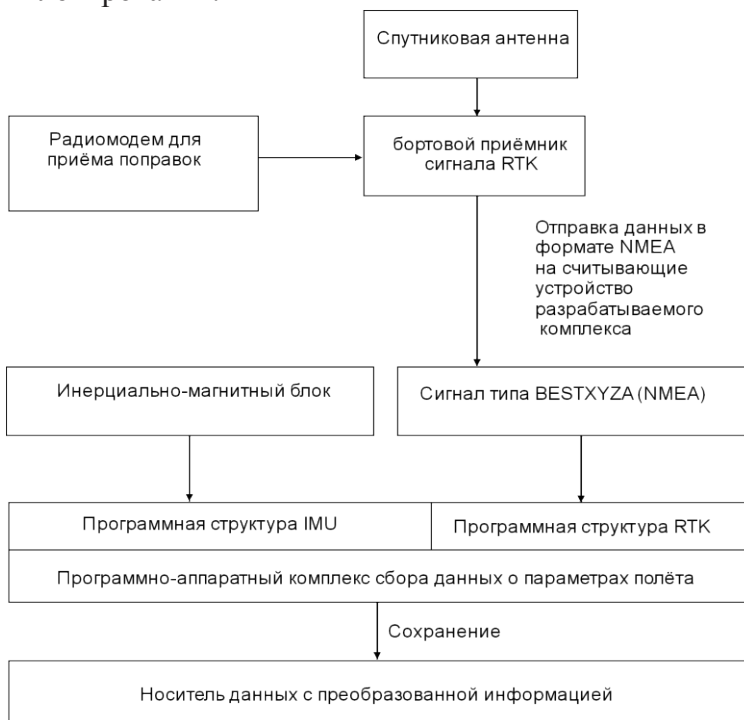 Спутниковая антенна
Радиомодем для
приёма поправок
бортовой приёмник
сигнала RTK
Отправка данных в
формате NMEA
на считывающие
устройство
разрабатываемого
комплекса
Инерциально-магнитный блок
Сигнал типа BESTXYZA (NMEA)
Программная структура IMU
Программная структура RTK
Программно-аппаратный комплекс сбора данных о параметрах полёта
Сохранение
Носитель данных с преобразованной информацией